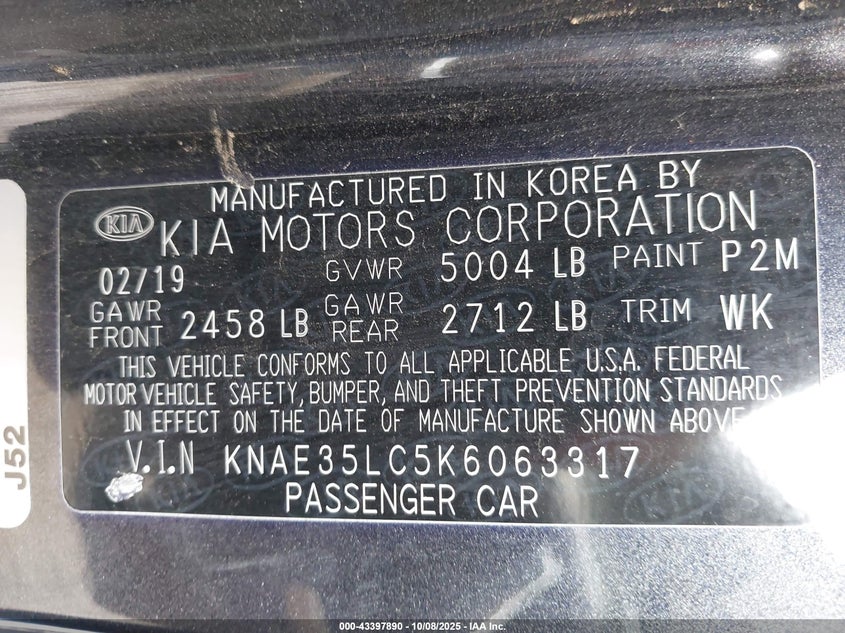 MANUFACTURED IN KOREA BY
KIA KIA MOTORS CORPORATION
02/19 GVWR 5004 LB PAINT P2M
GAWR FRONT 2458 LB GAWR REAR 2712 LB TRIM WK
THIS VEHICLE CONFORMS TO ALL APPLICABLE U.S.A. FEDERAL
MOTOR VEHICLE SAFETY, BUMPER, AND THEFT PREVENTION STANDARDS
IN EFFECT ON THE DATE OF MANUFACTURE SHOWN ABOVE
V.I.N KNAE35LC5K6063317
PASSENGER CAR
J52
000-43397890 - 10/08/2025 - IAA Inc.